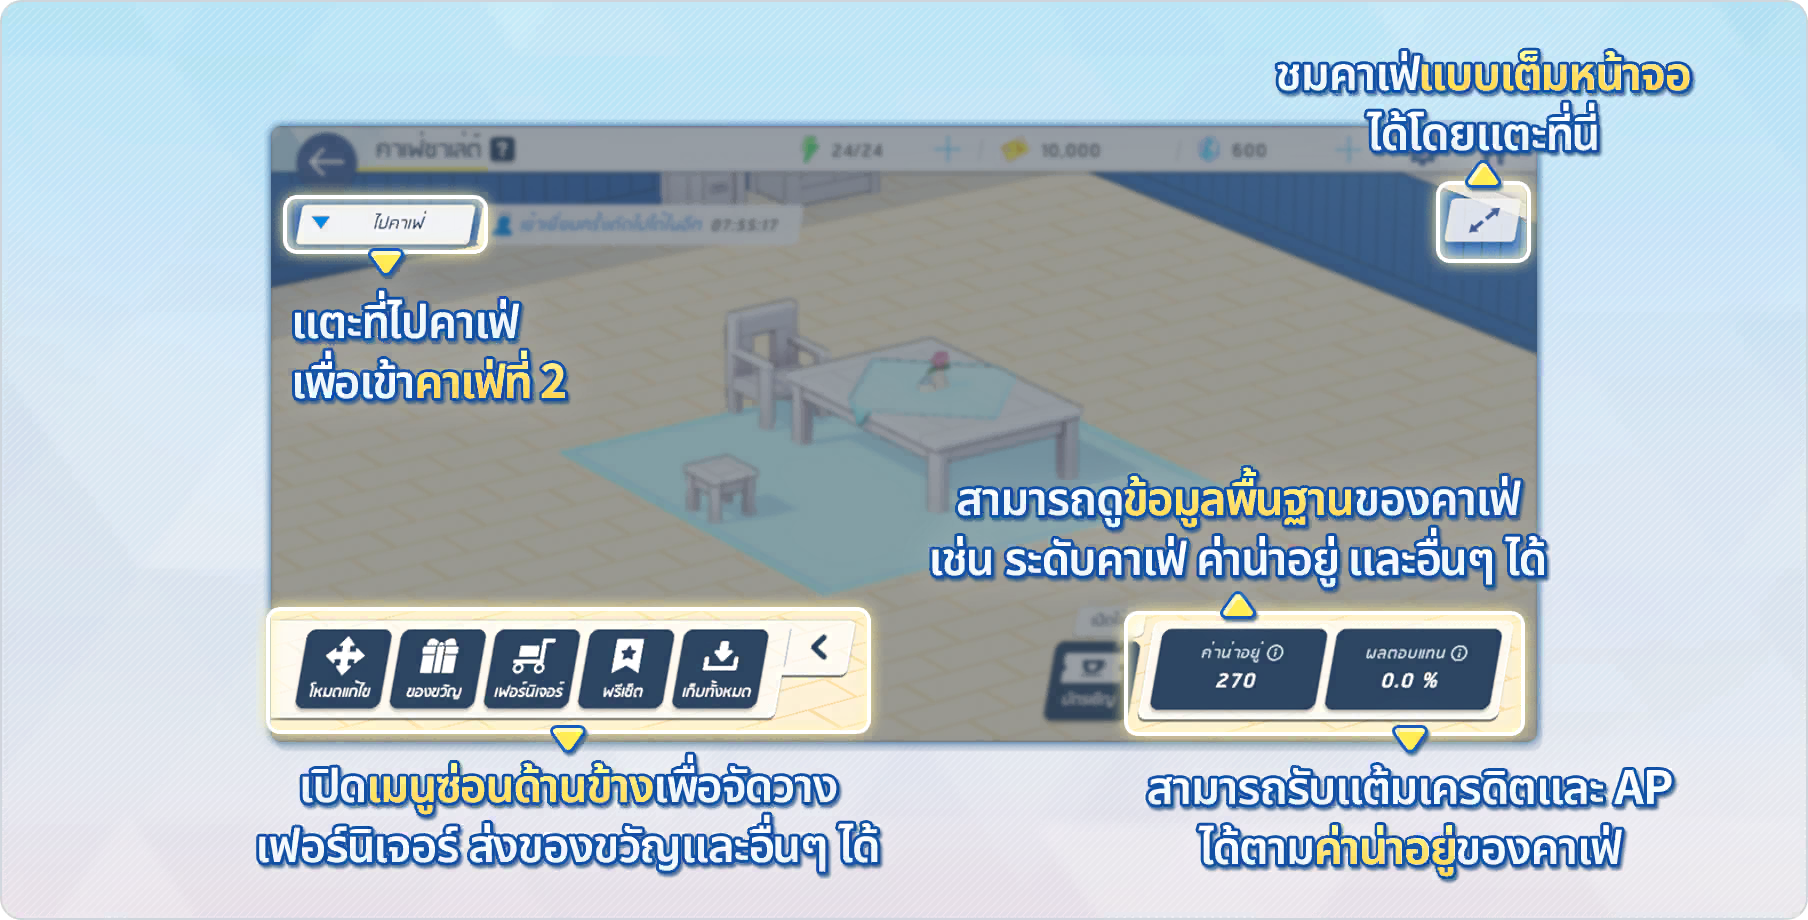 ชมคาเฟ่แบบเต็มหน้าจอ
ได้โดยแตะที่นี่
คาเฟ่ชาเล่ต์ ?
24/24
10,000
600
ไปคาเฟ่
07:55:17
แตะที่ไปคาเฟ่
เพื่อเข้าคาเฟ่ที่ 2
สามารถดูข้อมูลพื้นฐานของคาเฟ่
เช่น ระดับคาเฟ่ ค่าน่าอยู่ และอื่นๆ ได้
โหมดแก้ไข
ของขวัญ
เฟอร์นิเจอร์
พรีเซ็ต
เก็บทั้งหมด
บัตรเชิญ
ค่าน่าอยู่
270
ผลตอบแทน
0.0 %
เปิดเมนูซ่อนด้านข้างเพื่อจัดวาง
เฟอร์นิเจอร์ ส่งของขวัญและอื่นๆ ได้
สามารถรับแต้มเครดิตและ AP
ได้ตามค่าน่าอยู่ของคาเฟ่